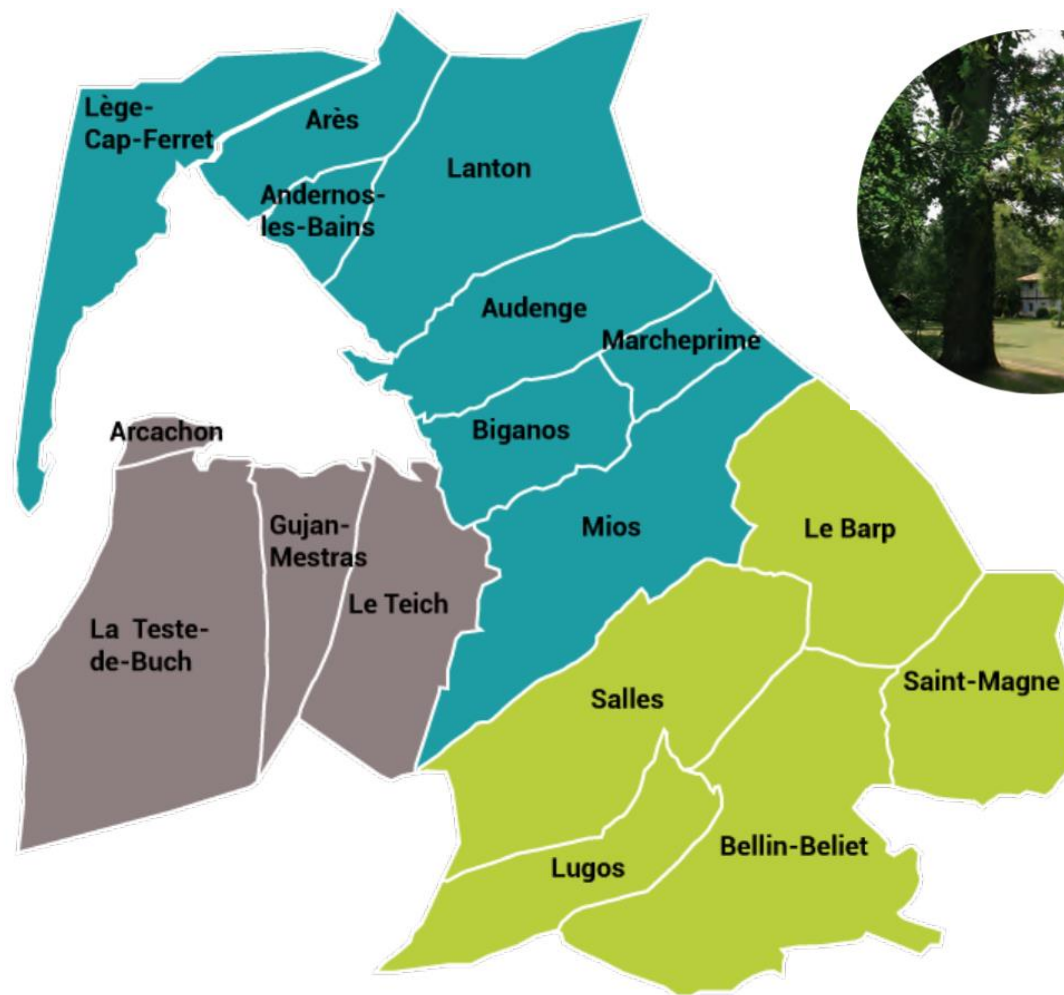 Lège-
Cap-Ferret
Arès
Lanton
Andernos-
les-Bains
Audenge
Marcheprime
Biganos
Arcachon
Gujan-
Mestras
Mios
Le Barp
Le Teich
La Teste-
de-Buch
Salles
Saint-Magne
Bellin-Beliet
Lugos